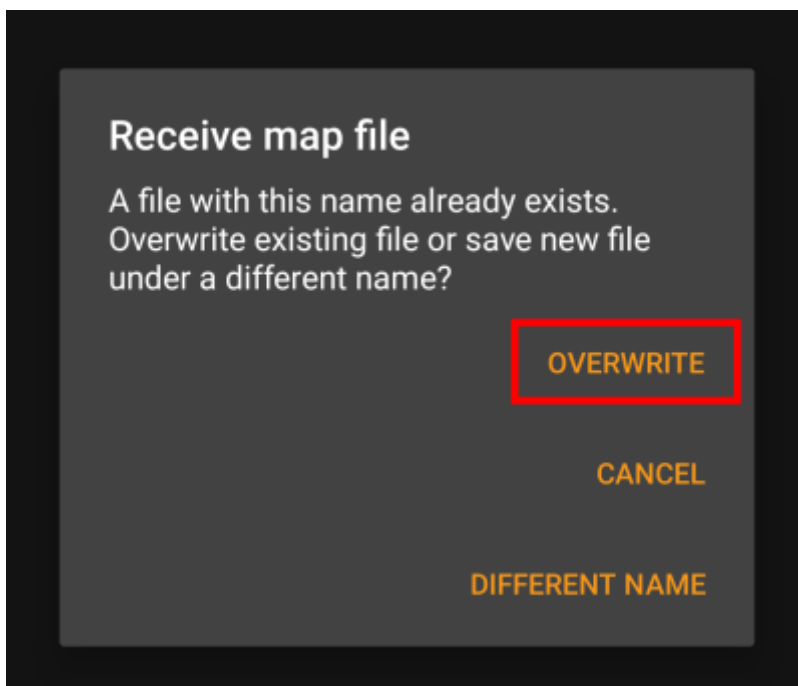 Receive map file
A file with this name already exists.
Overwrite existing file or save new file
under a different name?
OVERWRITE
CANCEL
DIFFERENT NAME